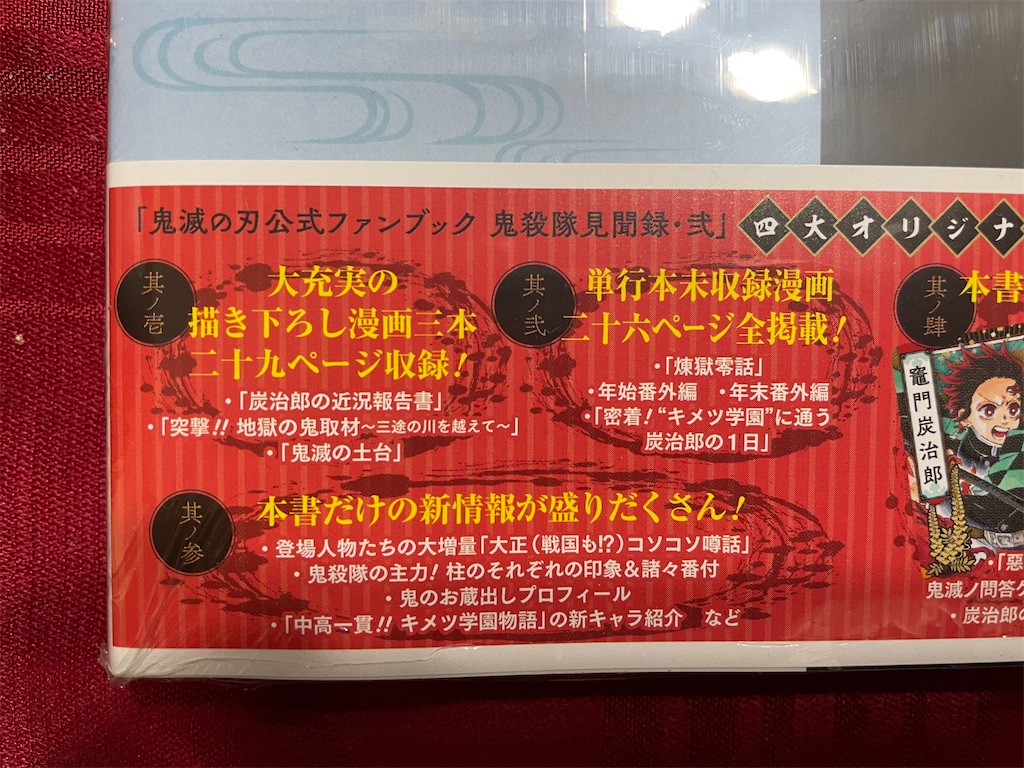 「鬼滅の刃公式ファンブック 鬼殺隊見聞録・弐」 四大オリジナ
其ノ壱
大充実の
描き下ろし漫画三本
二十九ページ収録!
・「炭治郎の近況報告書」
・「突撃!! 地獄の鬼取材～三途の川を越えて～」
・「鬼滅の土台」
其ノ弐
単行本未収録漫画
二十六ページ全掲載!
・「煉獄零話」
・年始番外編 ・年末番外編
・「密着!“キメツ学園”に通う
炭治郎の1日」
其ノ参
本書だけの新情報が盛りだくさん!
・登場人物たちの大増量「大正(戦国も!?)コソコソ噂話」
・鬼殺隊の主力! 柱のそれぞれの印象&諸々番付
・鬼のお蔵出しプロフィール
・「中高一貫!! キメツ学園物語」の新キャラ紹介 など
其ノ肆
本書
竈門炭治郎
・「惡
鬼滅ノ問答
・炭治郎の